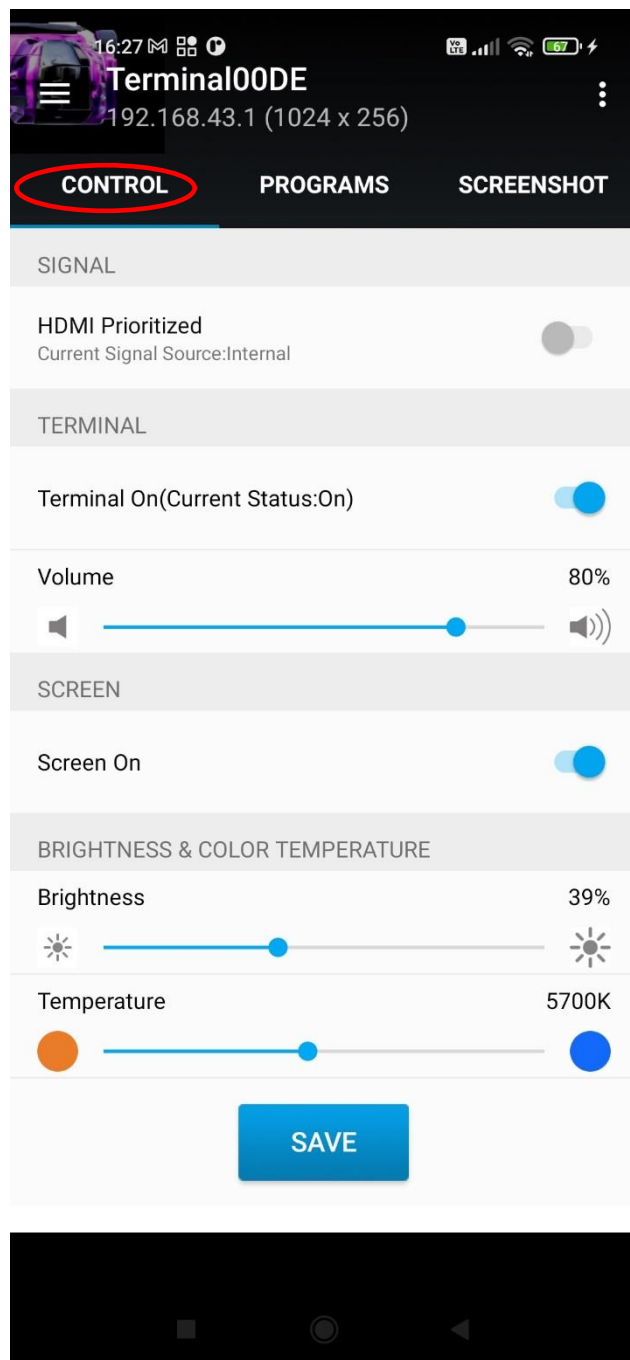 16:27
Vo LTE
67
Terminal00DE
192.168.43.1 (1024 x 256)
CONTROL PROGRAMS SCREENSHOT
SIGNAL
HDMI Prioritized
Current Signal Source:Internal
TERMINAL
Terminal On(Current Status:On)
Volume 80%
SCREEN
Screen On
BRIGHTNESS & COLOR TEMPERATURE
Brightness 39%
Temperature 5700K
SAVE